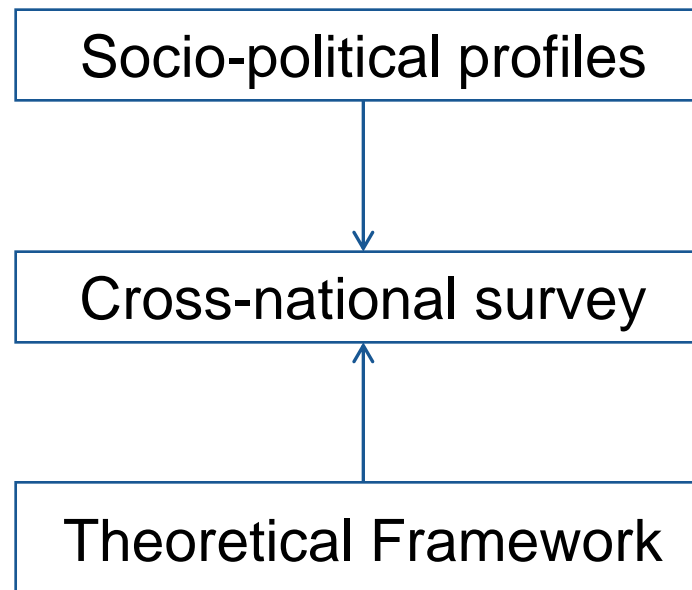 Socio-political profiles
Cross-national survey
Theoretical Framework